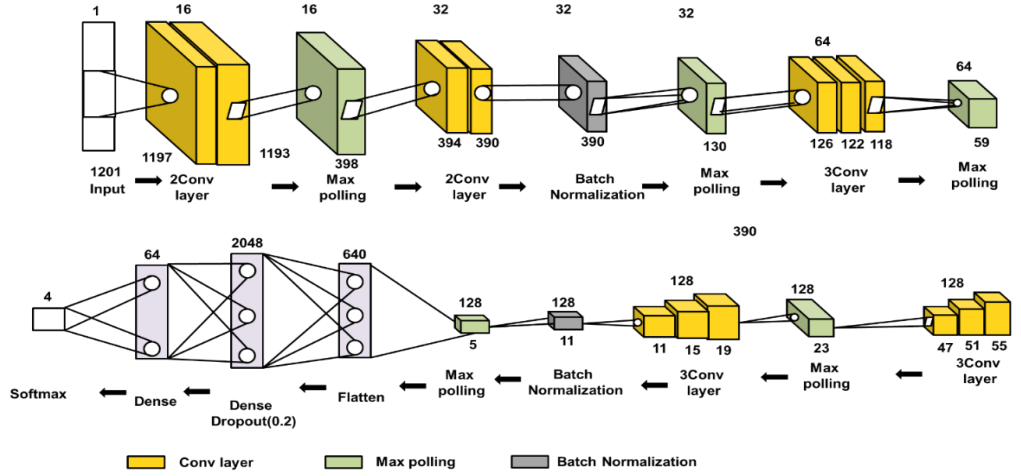 1
16
16
32
32
32
64
64
1201
Input
1197
2Conv
layer
1193
398
Max
polling
394
390
2Conv
layer
390
Batch
Normalization
130
Max
polling
126
122
118
3Conv
layer
59
Max
polling
390
4
64
2048
640
128
5
128
11
128
11
15
19
128
23
128
47
51
55
Softmax
Dense
Dense
Dropout(0.2)
Flatten
Max
polling
Batch
Normalization
3Conv
layer
Max
polling
3Conv
layer
Conv layer
Max polling
Batch Normalization